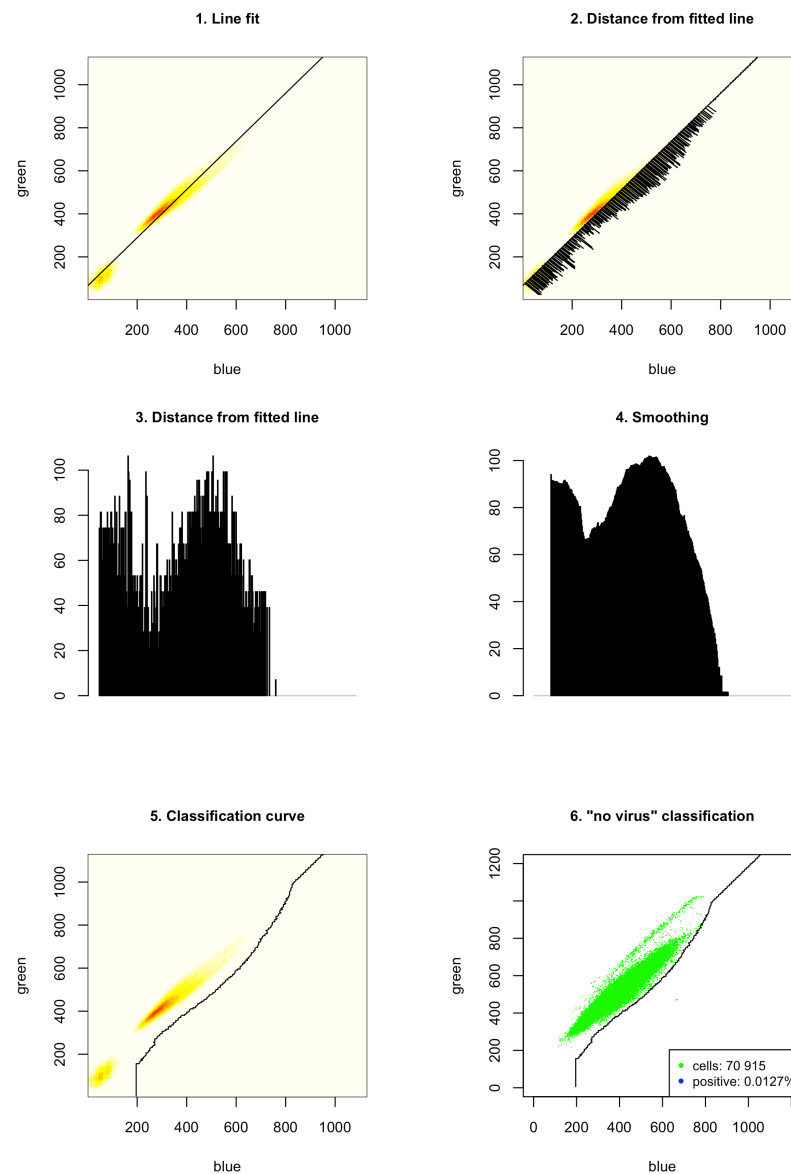 1. Line fit
2. Distance from fitted line
green
200 400 600 800 1000
200 400 600 800 1000
blue
green
200 400 600 800 1000
200 400 600 800 1000
blue
3. Distance from fitted line
4. Smoothing
0 20 40 60 80 100
0 20 40 60 80 100
5. Classification curve
6. "no virus" classification
green
200 400 600 800 1000
200 400 600 800 1000
blue
green
0 200 400 600 800 1200
cells: 70 915
positive: 0.0127%
0 200 400 600 800 1000
blue